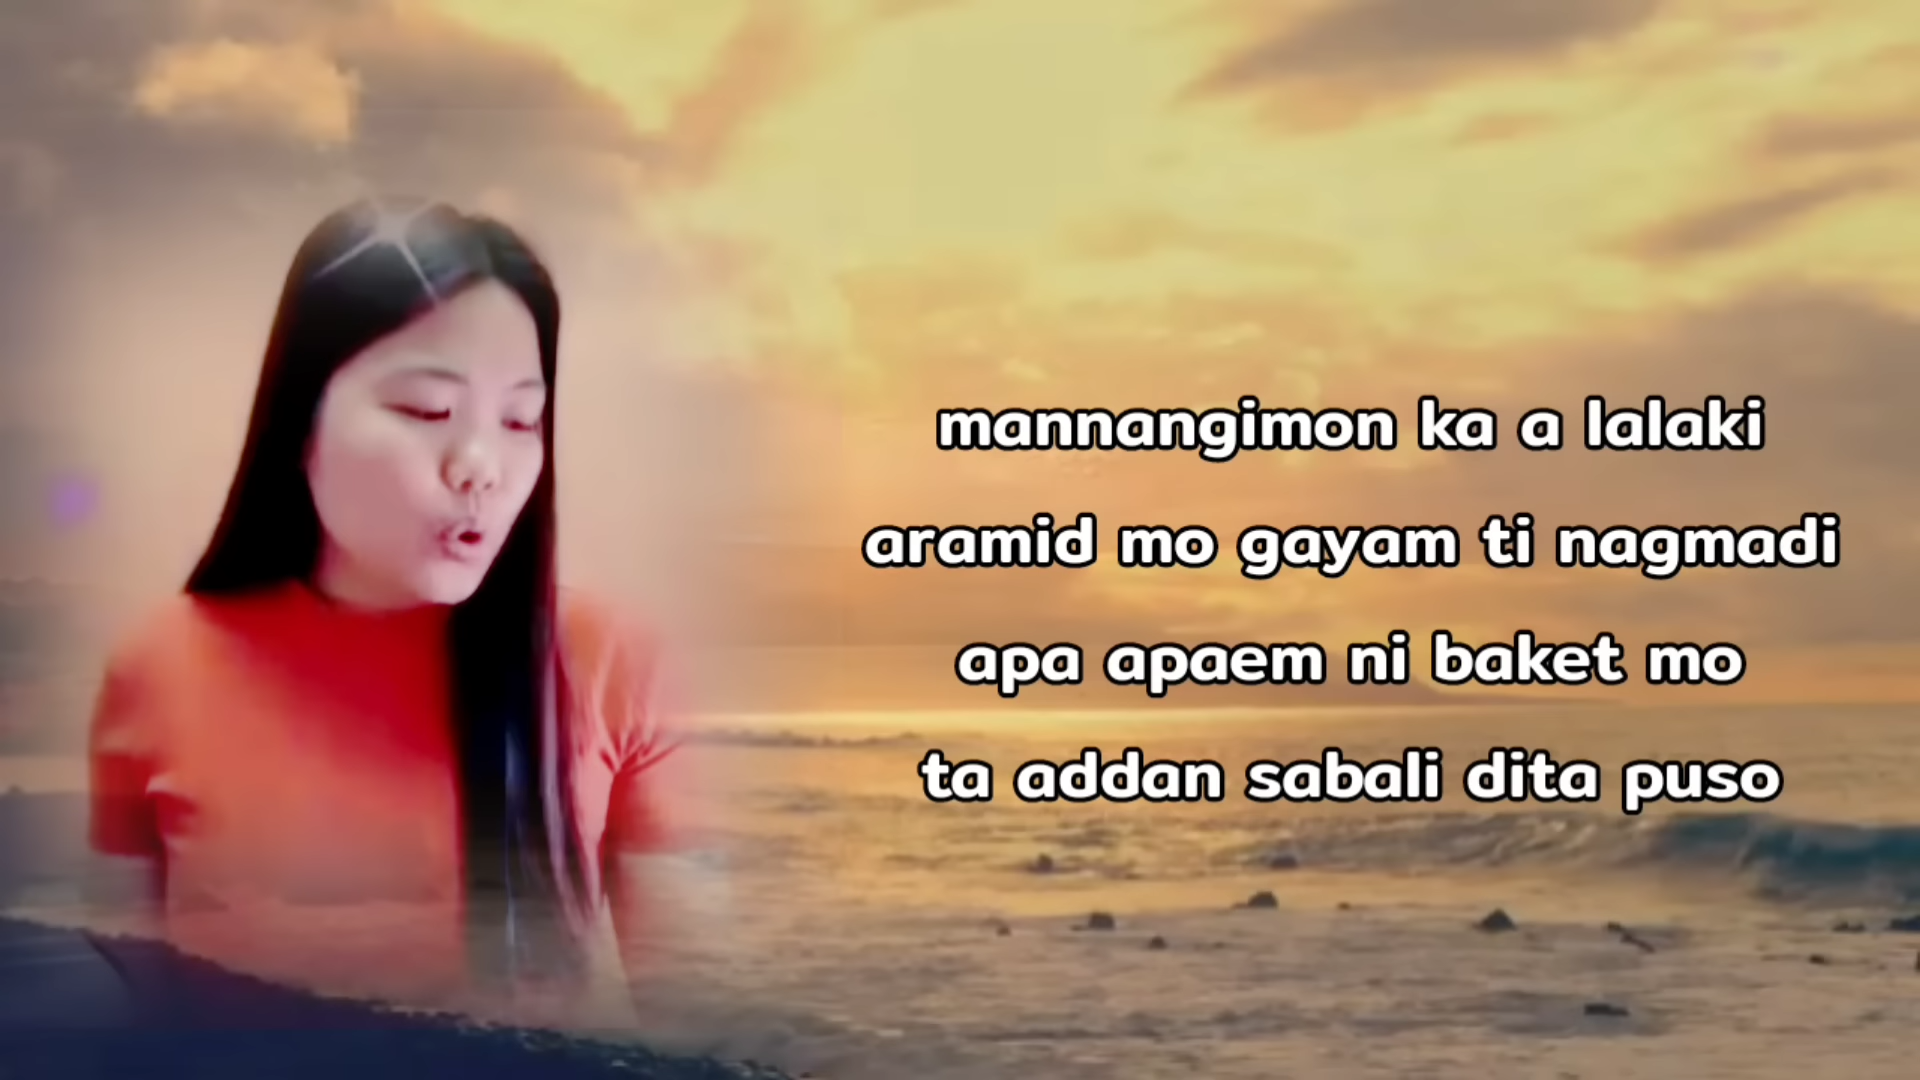 mannangimon ka a lalaki
aramid mo gayam ti nagmadi
apa apaem ni baket mo
ta addan sabali dita puso